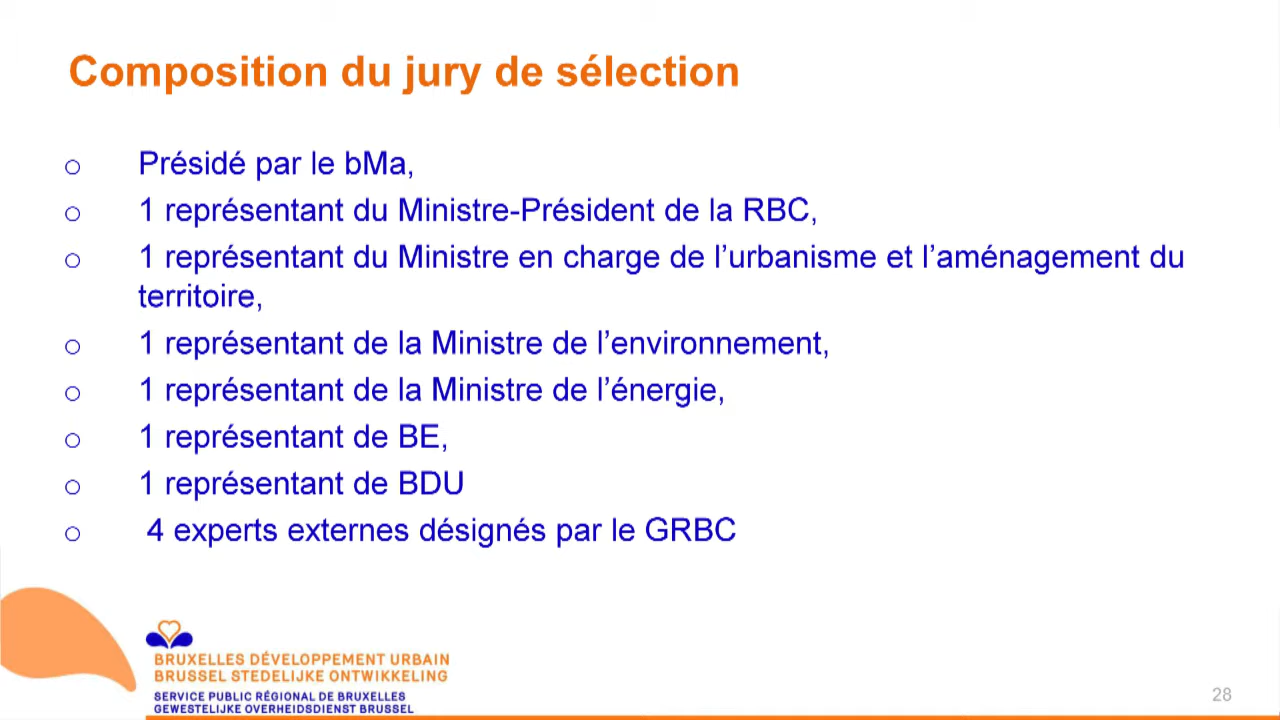 Composition du jury de sélection
o Présidé par le bMa,
o 1 représentant du Ministre-Président de la RBC,
o 1 représentant du Ministre en charge de l’urbanisme et l’aménagement du
territoire,
o 1 représentant de la Ministre de l’environnement,
o 1 représentant de la Ministre de l’énergie,
o 1 représentant de BE,
o 1 représentant de BDU
o 4 experts externes désignés par le GRBC
BRUXELLES DÉVELOPPEMENT URBAIN
BRUSSEL STEDELIJKE ONTWIKKELING
SERVICE PUBLIC RÉGIONAL DE BRUXELLES
GEWESTELIJKE OVERHEIDSDIENST BRUSSEL
28